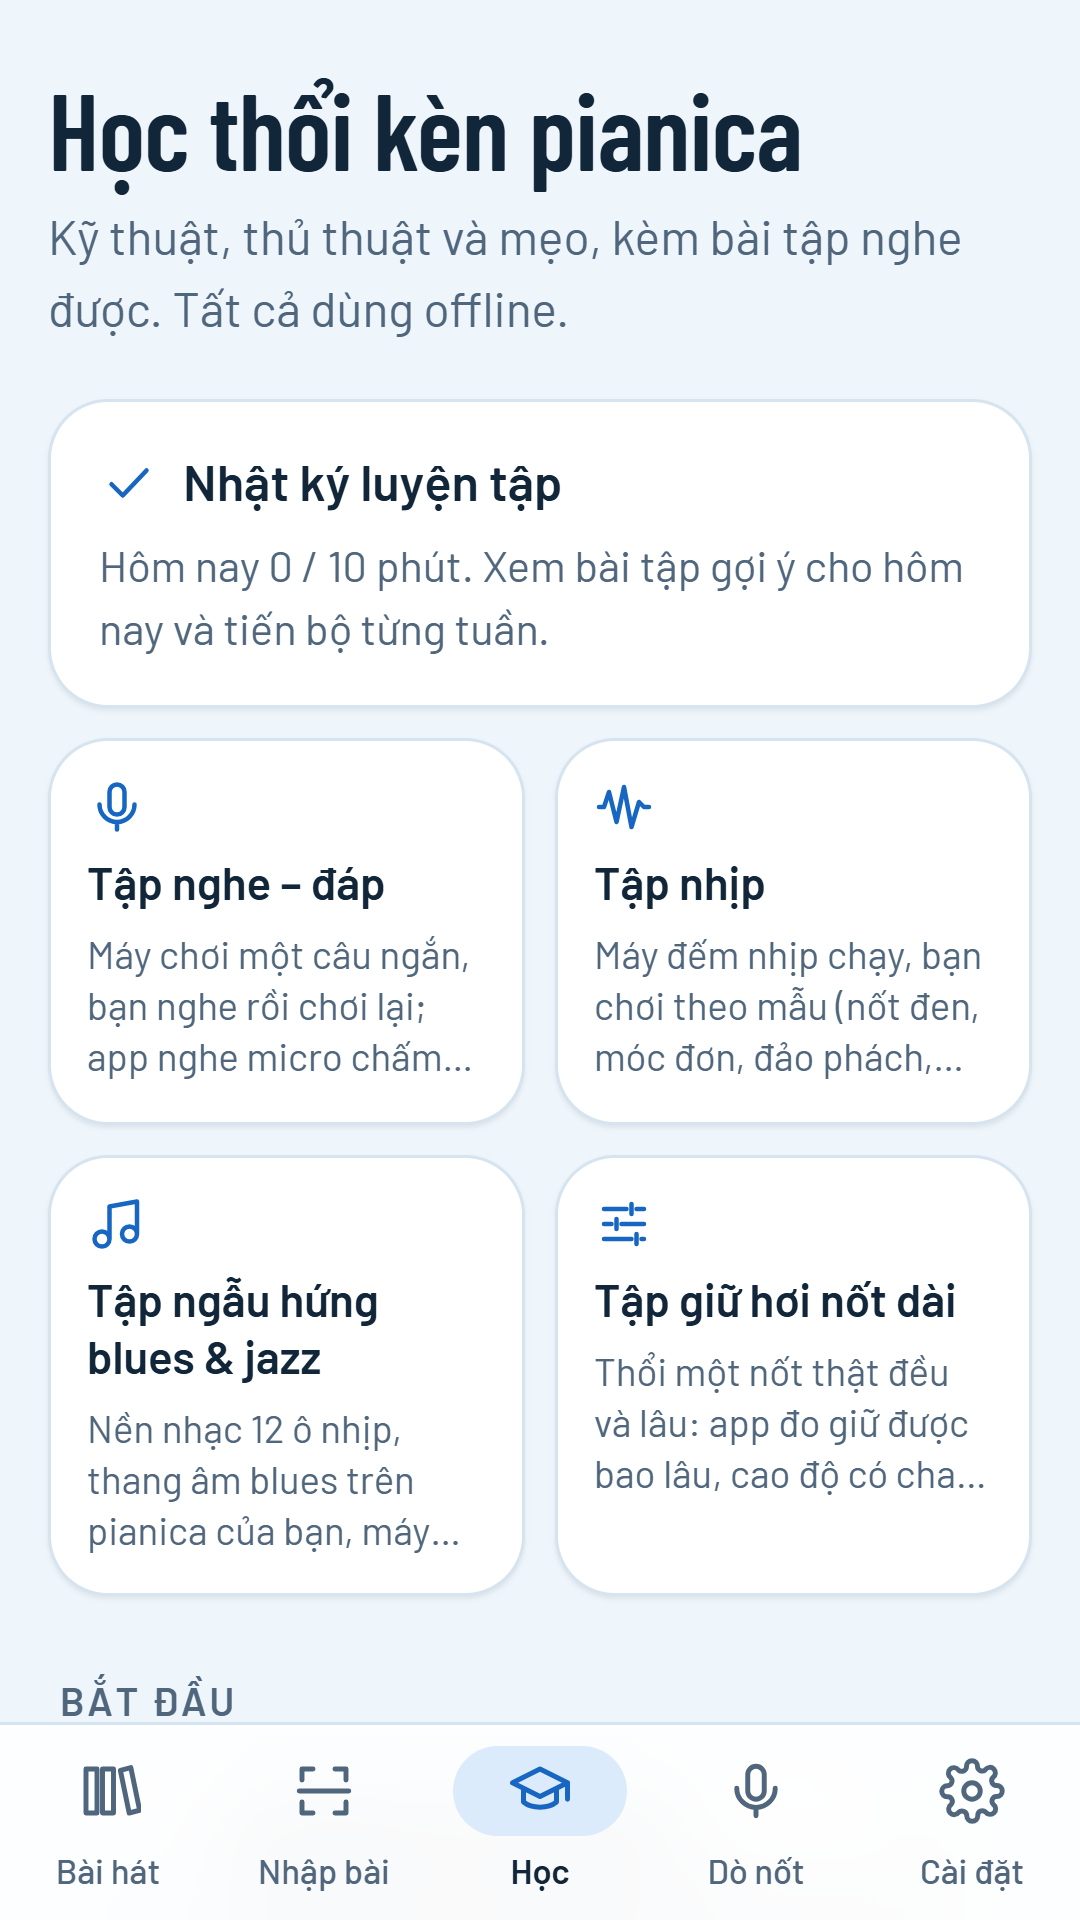 Học thổi kèn pianica
Kỹ thuật, thủ thuật và mẹo, kèm bài tập nghe
được. Tất cả dùng offline.
Nhật ký luyện tập
Hôm nay 0 / 10 phút. Xem bài tập gợi ý cho hôm
nay và tiến bộ từng tuần.
Tập nghe – đáp
Máy chơi một câu ngắn,
bạn nghe rồi chơi lại;
app nghe micro chấm...
Tập nhịp
Máy đếm nhịp chạy, bạn
chơi theo mẫu (nốt đen,
móc đơn, đảo phách,...
Tập ngẫu hứng
blues & jazz
Nền nhạc 12 ô nhịp,
thang âm blues trên
pianica của bạn, máy...
Tập giữ hơi nốt dài
Thổi một nốt thật đều
và lâu: app đo giữ được
bao lâu, cao độ có cha...
BẮT ĐẦU
Bài hát
Nhập bài
Học
Dò nốt
Cài đặt